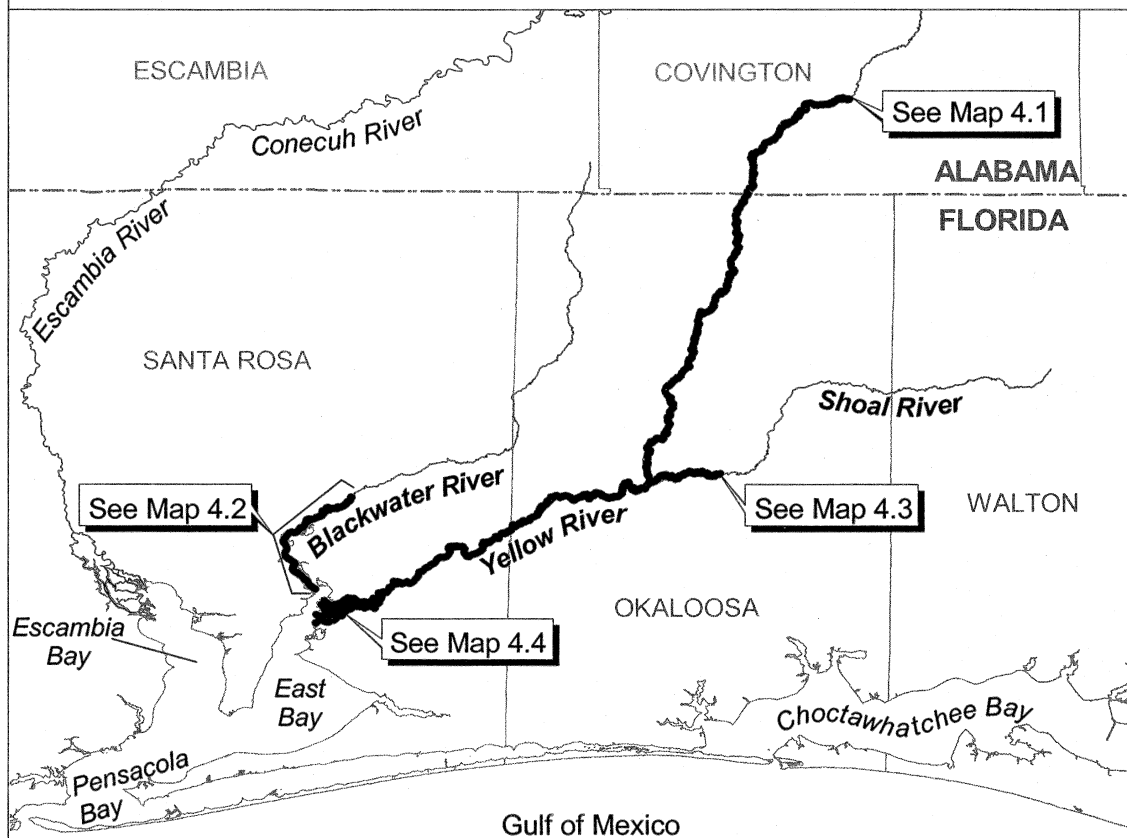 ESCAMBIA
COVINGTON
See Map 4.1
Conecuh River
ALABAMA
FLORIDA
Escambia River
SANTA ROSA
Shoal River
See Map 4.2
Blackwater River
See Map 4.3
WALTON
Yellow River
OKALOOSA
Escambia
Bay
See Map 4.4
East
Bay
Choctawhatchee Bay
Pensacola
Bay
Gulf of Mexico